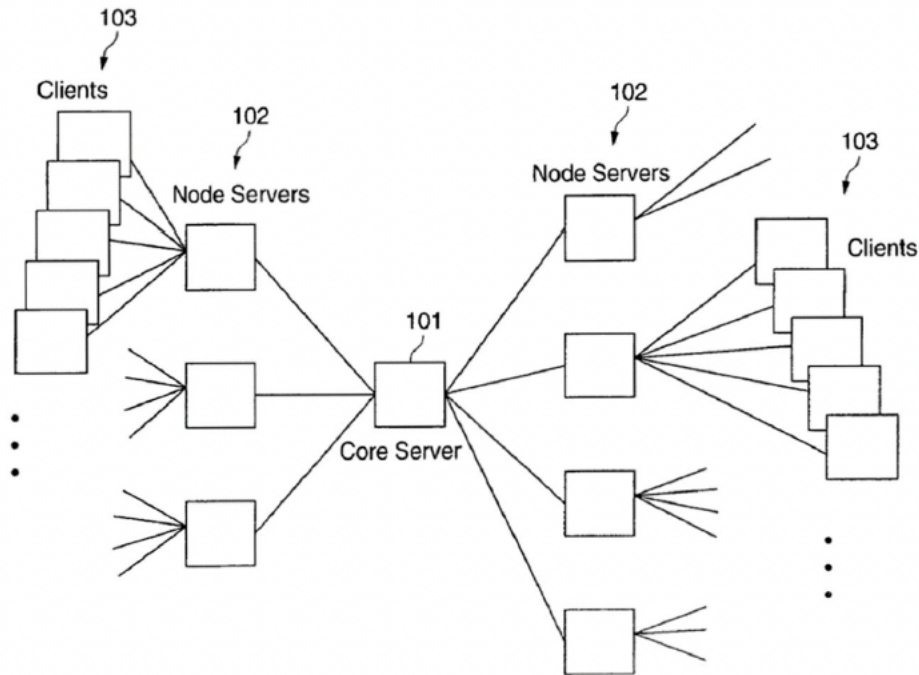 103
Clients
102
Node Servers
102
Node Servers
103
Clients
101
Core Server